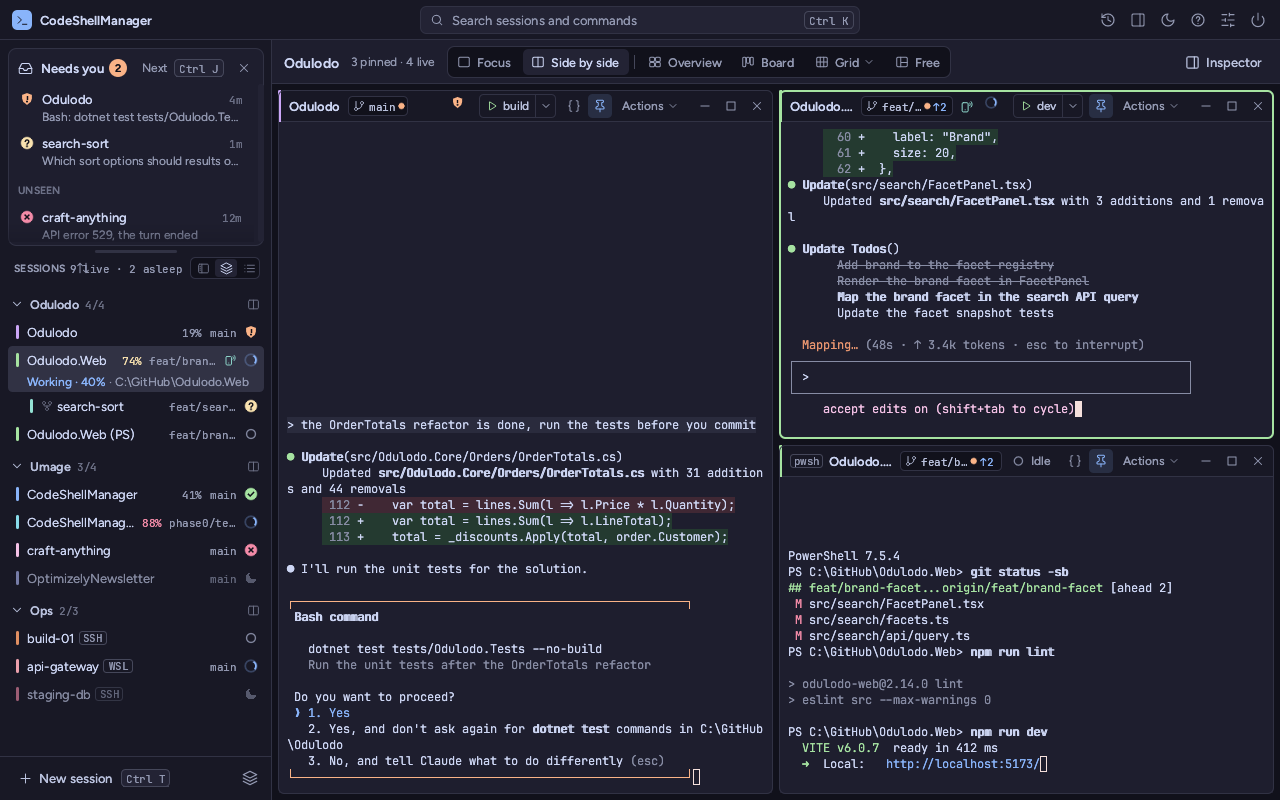 CodeShellManager
Search sessions and commands
Ctrl K
Needs you 2 Next Ctrl J
Odulodo 4m
Bash: dotnet test tests/Odulodo.Te...
search-sort 1m
Which sort options should results o...
UNSEEN
craft-anything 12m
API error 529, the turn ended
SESSIONS 9 live · 2 asleep
Odulodo 4/4
Odulodo 19% main
Odulodo.Web 74% feat/bran...
Working · 40% · C:\GitHub\Odulodo.Web
search-sort feat/sear...
Odulodo.Web (PS) feat/bran...
Umage 3/4
CodeShellManager 41% main
CodeShellManag... 88% phase0/te...
craft-anything main
OptimizelyNewsletter main
Ops 2/3
build-01 SSH
api-gateway WSL main
staging-db SSH
New session Ctrl T
Odulodo 3 pinned · 4 live
Focus Side by side Overview Board Grid Free
Inspector
Odulodo main build {} Actions
> the OrderTotals refactor is done, run the tests before you commit
Update(src/Odulodo.Core/Orders/OrderTotals.cs)
Updated src/Odulodo.Core/Orders/OrderTotals.cs with 31 addition
s and 44 removals
112 - var total = lines.Sum(l => l.Price * l.Quantity);
112 + var total = lines.Sum(l => l.LineTotal);
113 + total = _discounts.Apply(total, order.Customer);
I'll run the unit tests for the solution.
Bash command
dotnet test tests/Odulodo.Tests --no-build
Run the unit tests after the OrderTotals refactor
Do you want to proceed?
❯ 1. Yes
2. Yes, and don't ask again for dotnet test commands in C:\GitHub
\Odulodo
3. No, and tell Claude what to do differently (esc)
Odulodo.... feat/... ↑2 dev Actions
60 + label: "Brand",
61 + size: 20,
62 + },
Update(src/search/FacetPanel.tsx)
Updated src/search/FacetPanel.tsx with 3 additions and 1 remova
l
Update Todos()
Add brand to the facet registry
Render the brand facet in FacetPanel
Map the brand facet in the search API query
Update the facet snapshot tests
Mapping… (48s · ↑ 3.4k tokens · esc to interrupt)
>
accept edits on (shift+tab to cycle)
pwsh Odulodo.... feat/b... ↑2 Idle {} Actions
PowerShell 7.5.4
PS C:\GitHub\Odulodo.Web> git status -sb
## feat/brand-facet...origin/feat/brand-facet [ahead 2]
M src/search/FacetPanel.tsx
M src/search/facets.ts
M src/search/api/query.ts
PS C:\GitHub\Odulodo.Web> npm run lint
> odulodo-web@2.14.0 lint
> eslint src --max-warnings 0
PS C:\GitHub\Odulodo.Web> npm run dev
VITE v6.0.7 ready in 412 ms
➜ Local: http://localhost:5173/